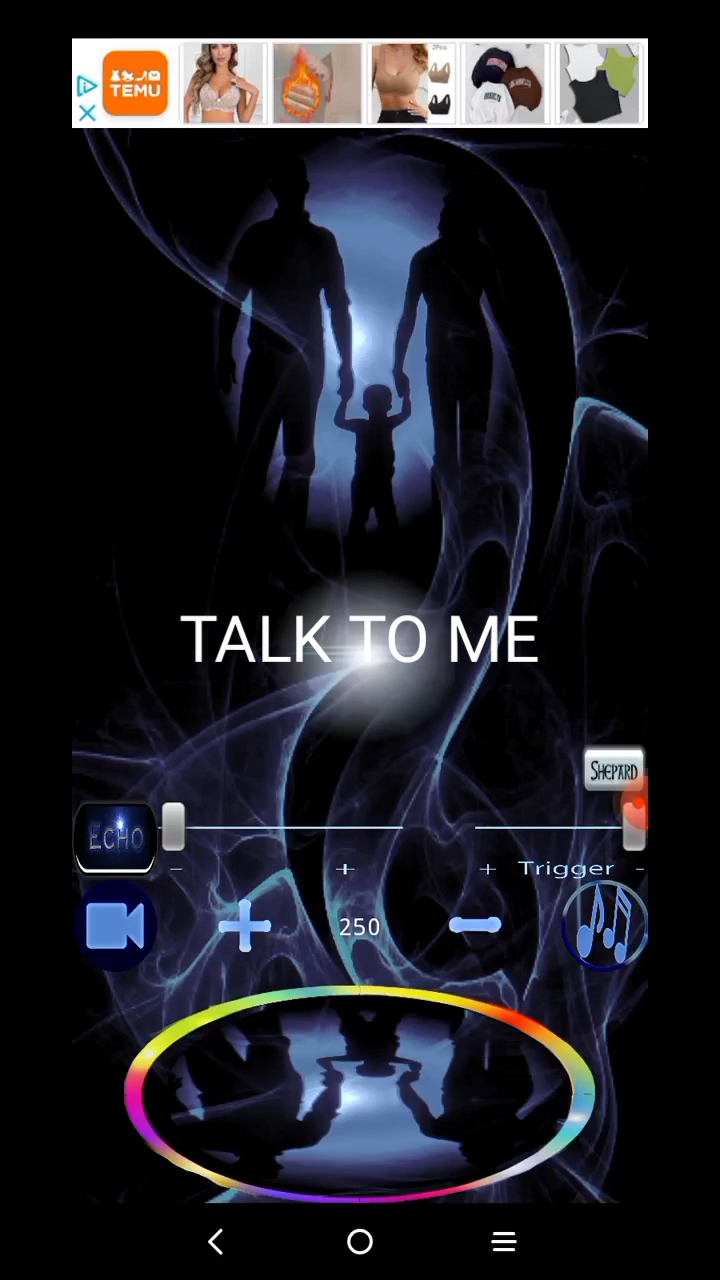 TEMU
TALK TO ME
SHEPARD
ECHO
- + + Trigger -
250